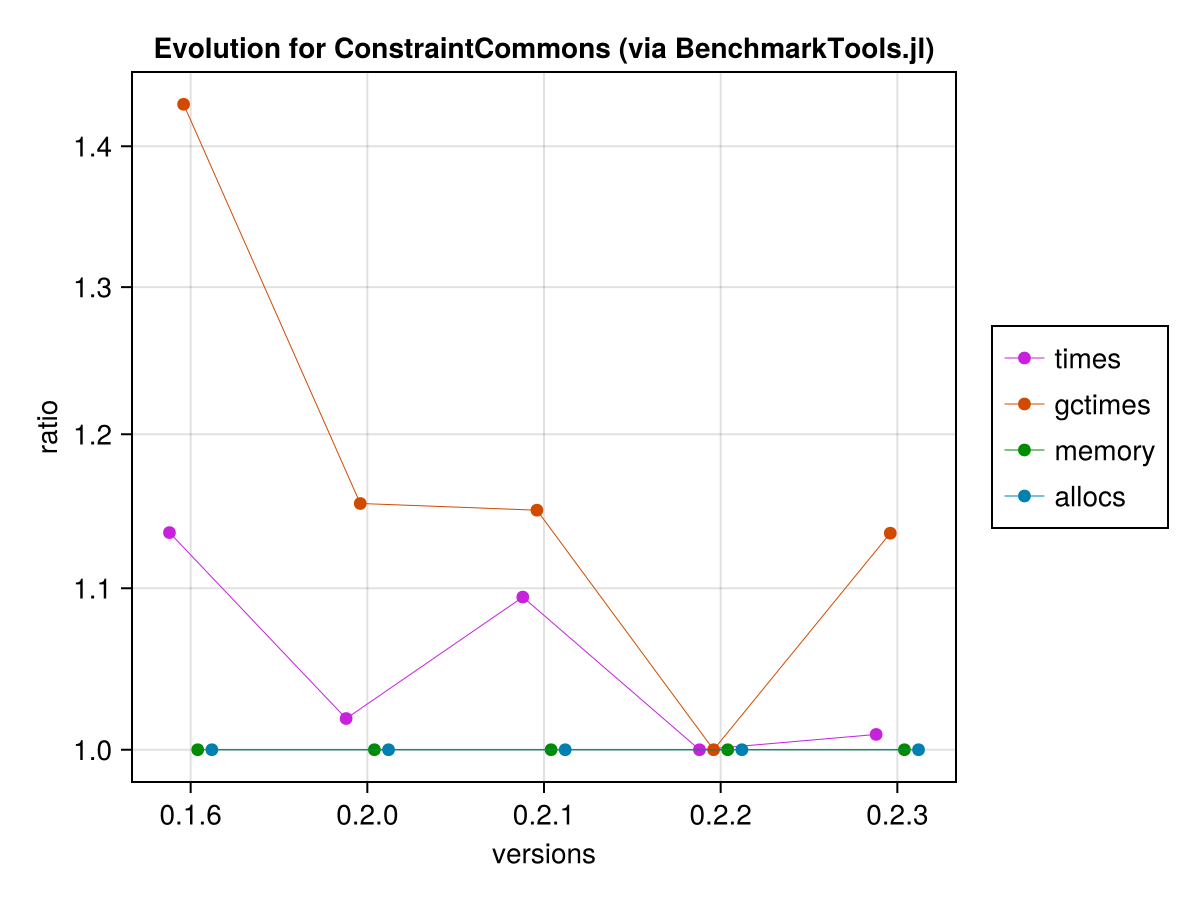 Evolution for ConstraintCommons (via BenchmarkTools.jl)
1.4
1.3
1.2
1.1
1.0
ratio
0.1.6
0.2.0
0.2.1
0.2.2
0.2.3
versions
times
gctimes
memory
allocs